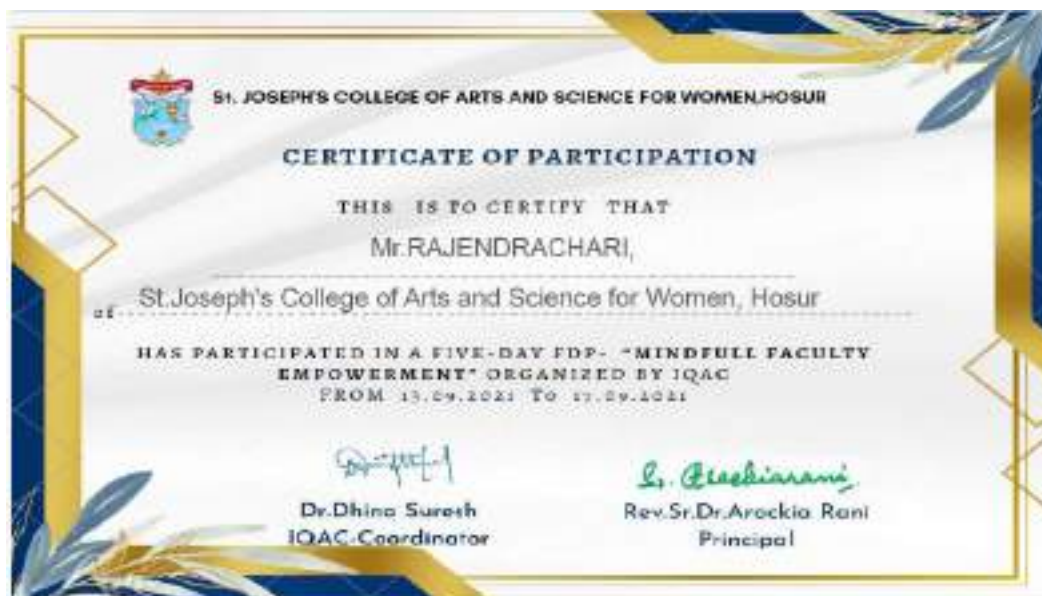 St. JOSEPH'S COLLEGE OF ARTS AND SCIENCE FOR WOMEN,HOSUR
CERTIFICATE OF PARTICIPATION
THIS IS TO CERTIFY THAT
Mr.RAJENDRACHARI,
of St.Joseph's College of Arts and Science for Women, Hosur
HAS PARTICIPATED IN A FIVE-DAY FDP- "MINDFULL FACULTY
EMPOWERMENT" ORGANIZED BY IQAC
FROM 13.09.2021 To 17.09.2021
Dr.Dhina Suresh
IQAC-Coordinator
Rev.Sr.Dr.Arockia Rani
Principal